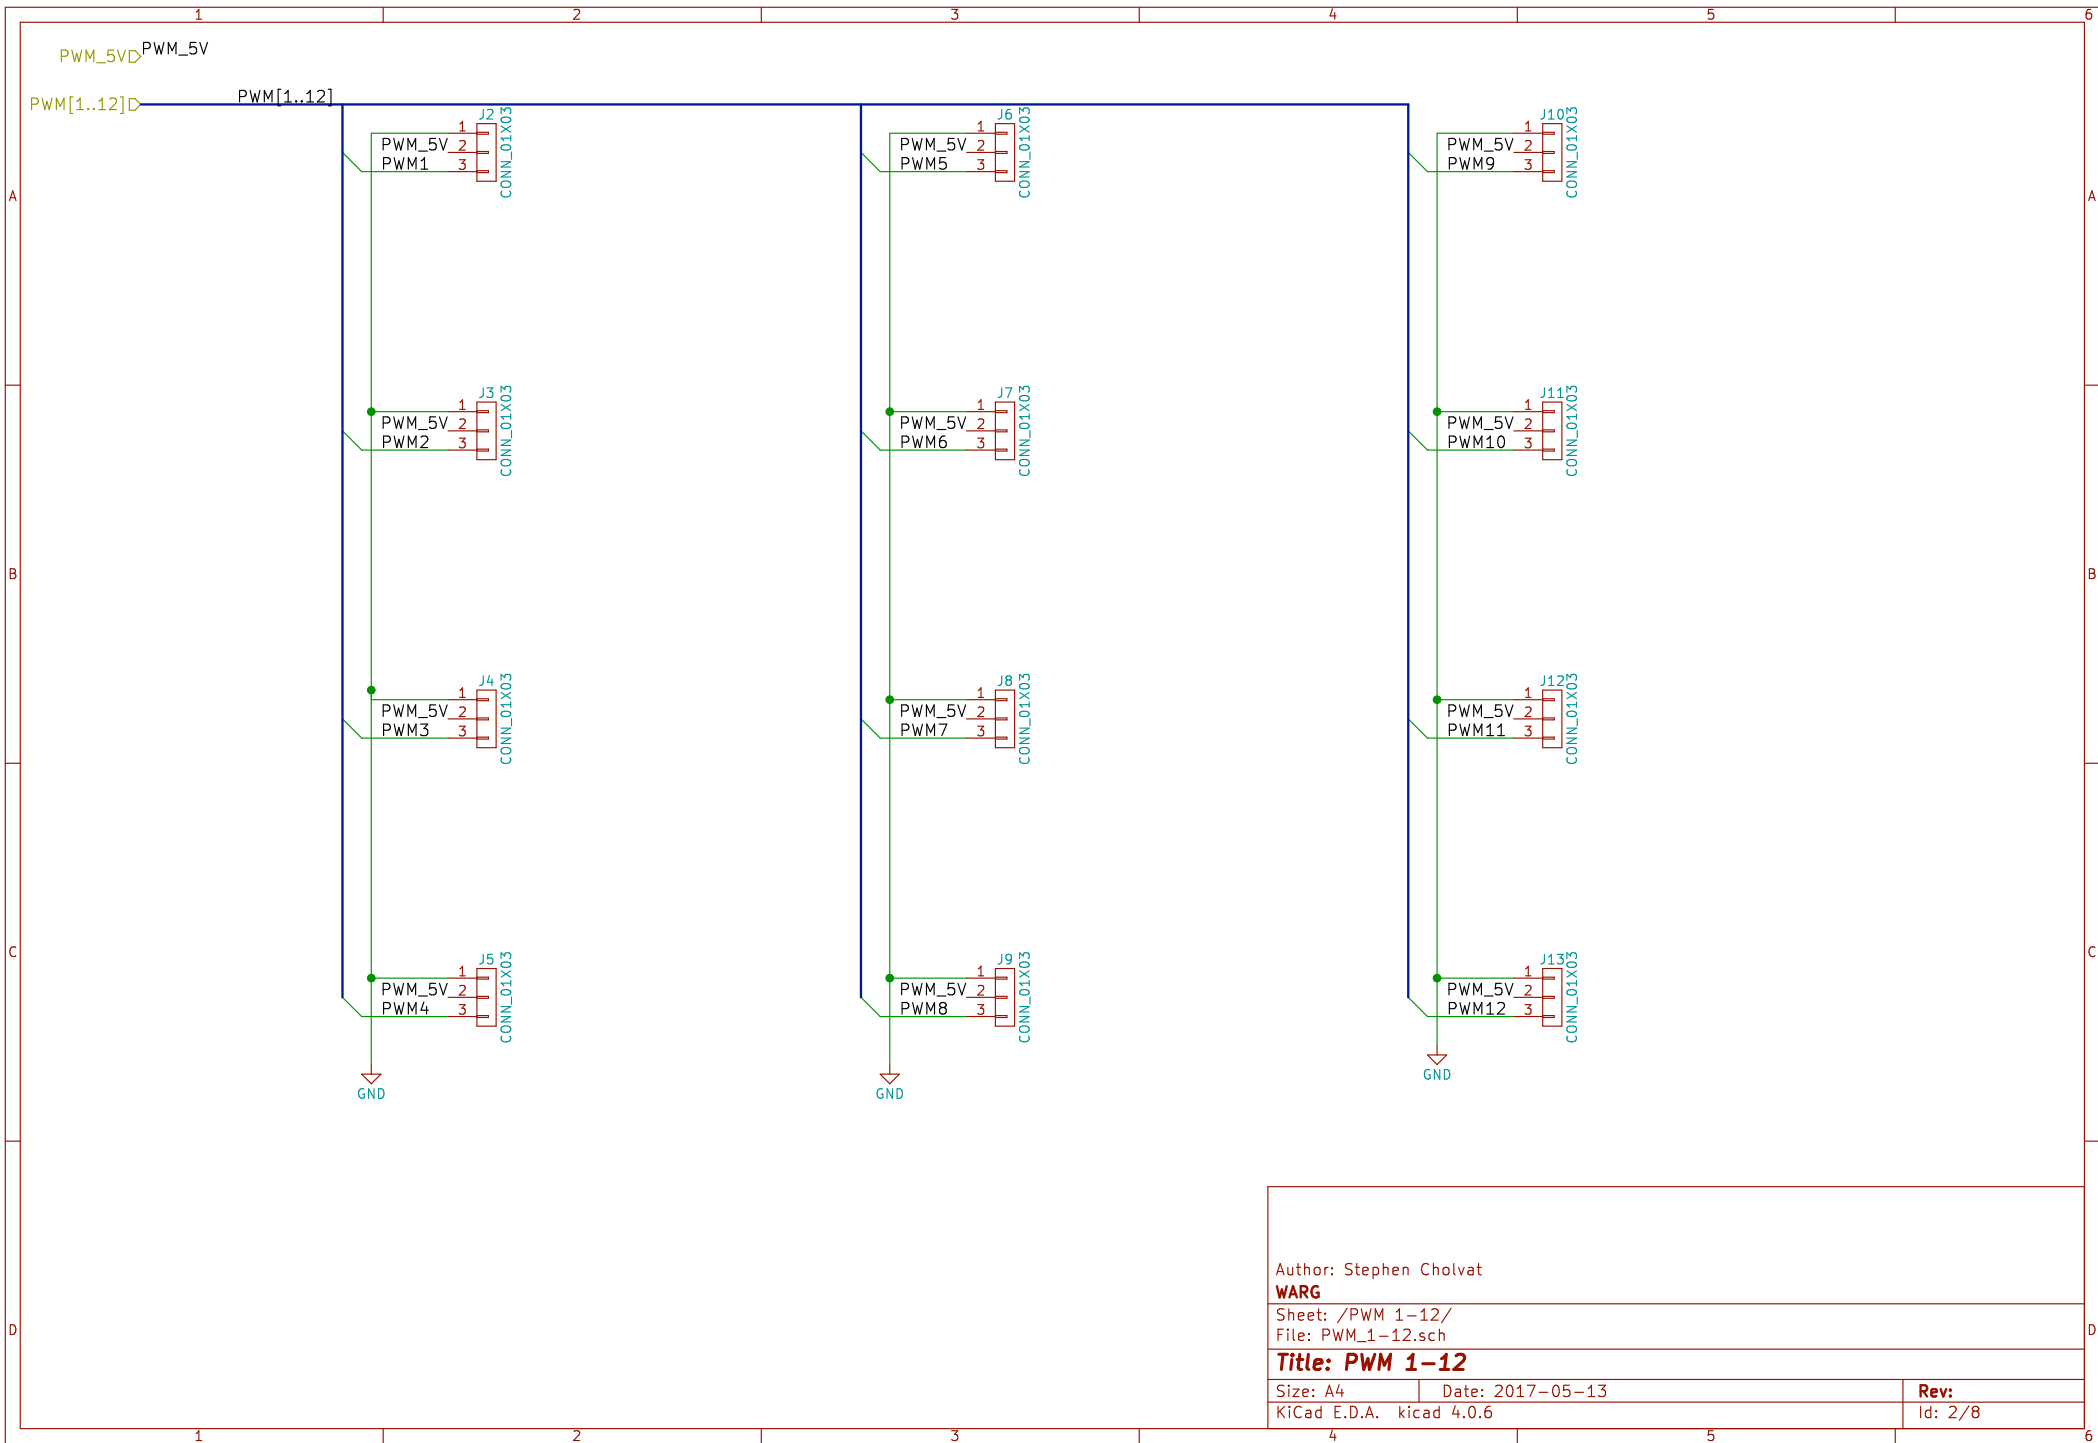 1 2 3 4 5 6
PWM_5V PWM_5V
PWM[1..12] PWM[1..12]
J2 CONN_01X03
1
PWM_5V 2
PWM1 3
J6 CONN_01X03
1
PWM_5V 2
PWM5 3
J10 CONN_01X03
1
PWM_5V 2
PWM9 3
A A
J3 CONN_01X03
1
PWM_5V 2
PWM2 3
J7 CONN_01X03
1
PWM_5V 2
PWM6 3
J11 CONN_01X03
1
PWM_5V 2
PWM10 3
B B
J4 CONN_01X03
1
PWM_5V 2
PWM3 3
J8 CONN_01X03
1
PWM_5V 2
PWM7 3
J12 CONN_01X03
1
PWM_5V 2
PWM11 3
C C
J5 CONN_01X03
1
PWM_5V 2
PWM4 3
J9 CONN_01X03
1
PWM_5V 2
PWM8 3
J13 CONN_01X03
1
PWM_5V 2
PWM12 3
GND GND GND
D D
Author: Stephen Cholvat
WARG
Sheet: /PWM 1-12/
File: PWM_1-12.sch
Title: PWM 1-12
Size: A4 Date: 2017-05-13 Rev:
KiCad E.D.A. kicad 4.0.6 Id: 2/8
1 2 3 4 5 6